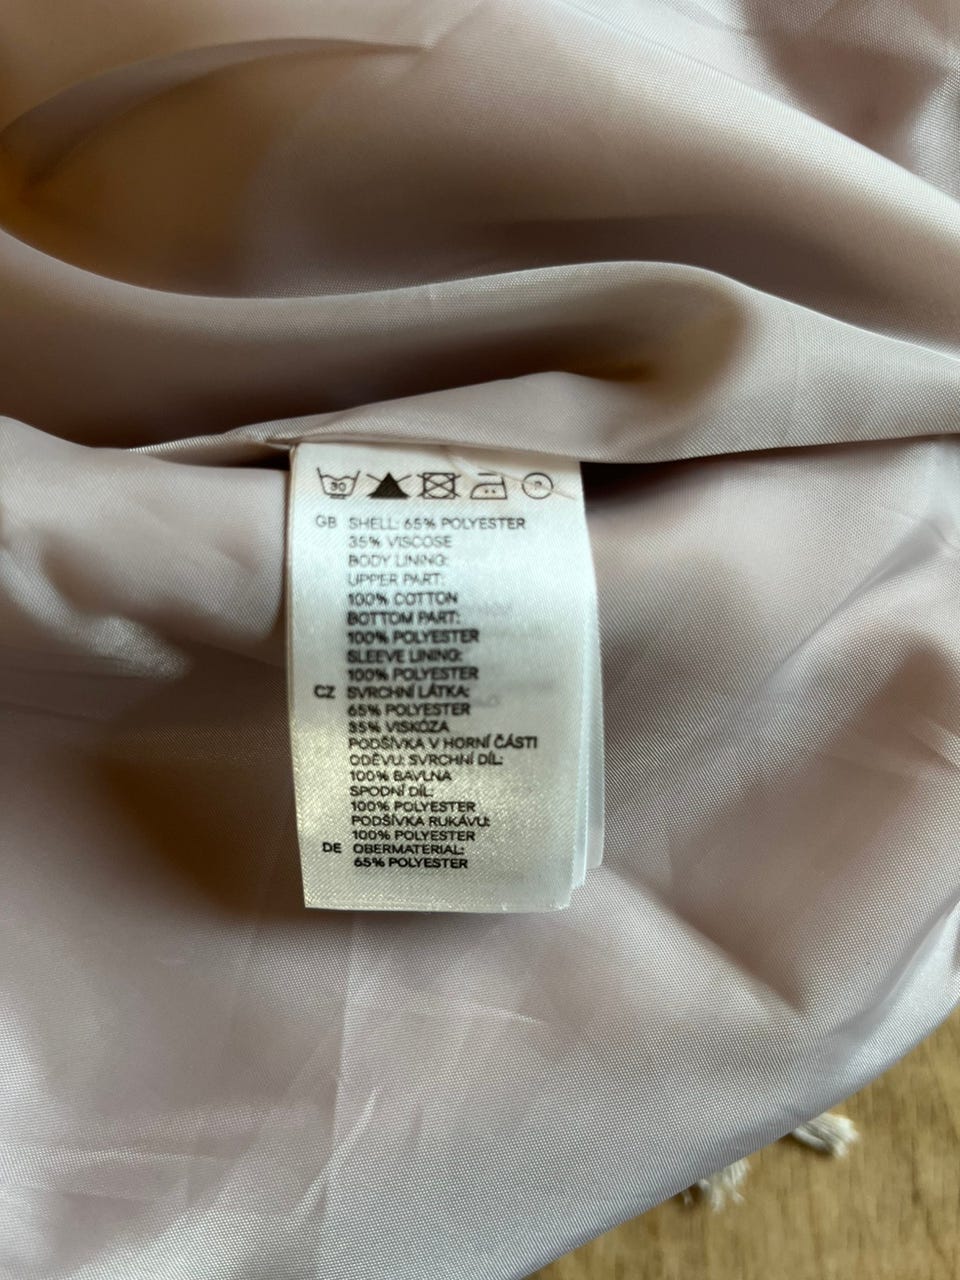 30 P
GB SHELL: 65% POLYESTER
35% VISCOSE
BODY LINING:
UPPER PART:
100% COTTON
BOTTOM PART:
100% POLYESTER
SLEEVE LINING:
100% POLYESTER
CZ SVRCHNÍ LÁTKA:
65% POLYESTER
35% VISKÓZA
PODŠÍVKA V HORNÍ ČÁSTI
ODĚVU: SVRCHNÍ DÍL:
100% BAVLNA
SPODNÍ DÍL:
100% POLYESTER
PODŠÍVKA RUKÁVU:
100% POLYESTER
DE OBERMATERIAL:
65% POLYESTER